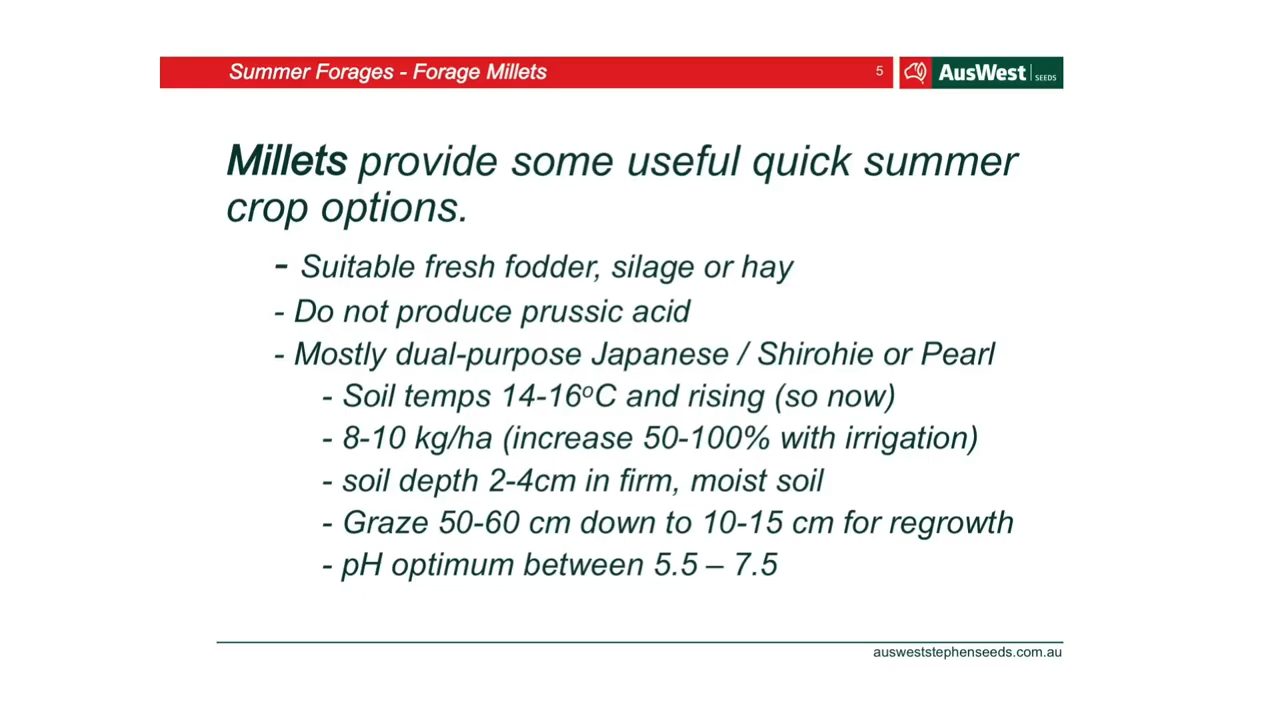 Summer Forages - Forage Millets
5
AusWest SEEDS
Millets provide some useful quick summer
crop options.
- Suitable fresh fodder, silage or hay
- Do not produce prussic acid
- Mostly dual-purpose Japanese / Shirohie or Pearl
- Soil temps 14-16ºC and rising (so now)
- 8-10 kg/ha (increase 50-100% with irrigation)
- soil depth 2-4cm in firm, moist soil
- Graze 50-60 cm down to 10-15 cm for regrowth
- pH optimum between 5.5 – 7.5
ausweststephenseeds.com.au